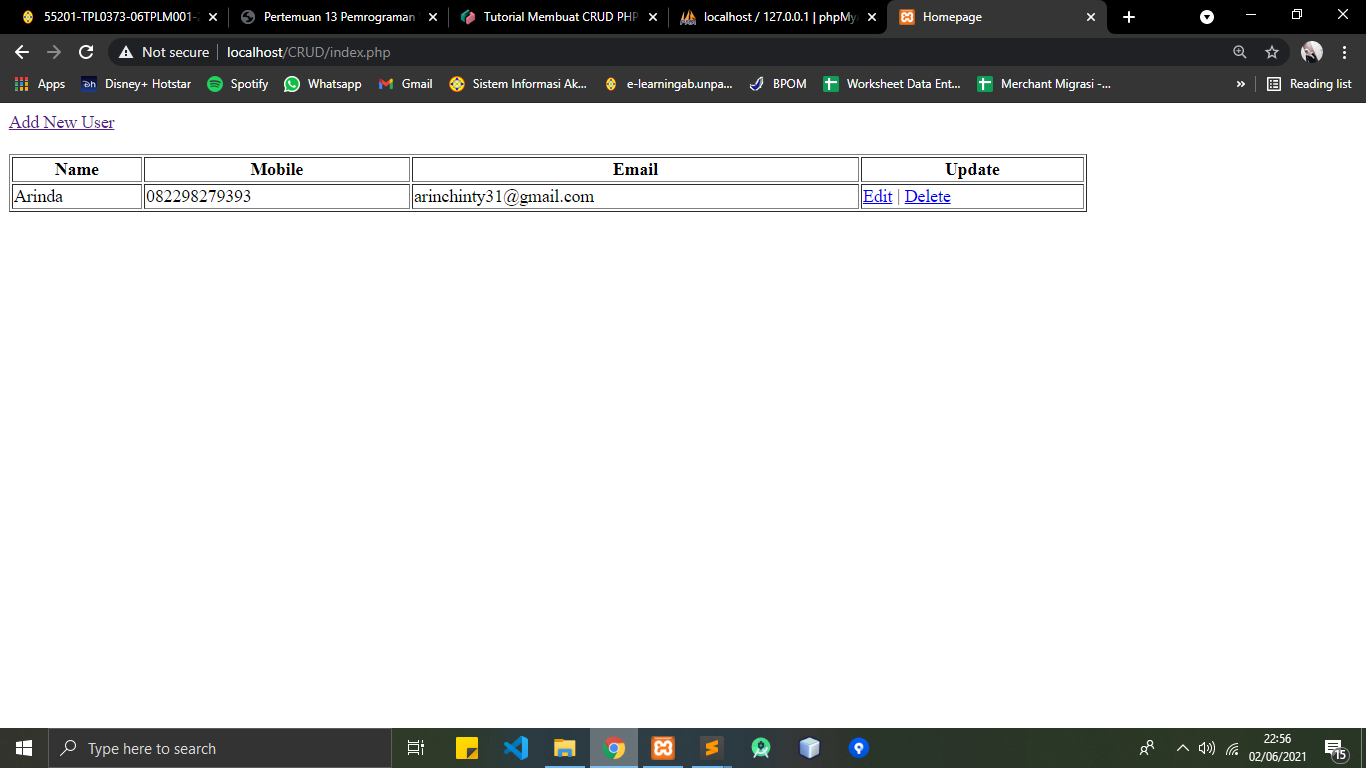 55201-TPL0373-06TPLM001-
Pertemuan 13 Pemrograman
Tutorial Membuat CRUD PHP
localhost / 127.0.0.1 | phpMy
Homepage
Not secure
localhost/CRUD/index.php
Apps
Disney+ Hotstar
Spotify
Whatsapp
Gmail
Sistem Informasi Ak...
e-learningab.unpa...
BPOM
Worksheet Data Ent...
Merchant Migrasi -...
»
Reading list
Add New User
Name Mobile Email Update
Arinda 082298279393 arinchinty31@gmail.com Edit | Delete
Type here to search
22:56
02/06/2021
15